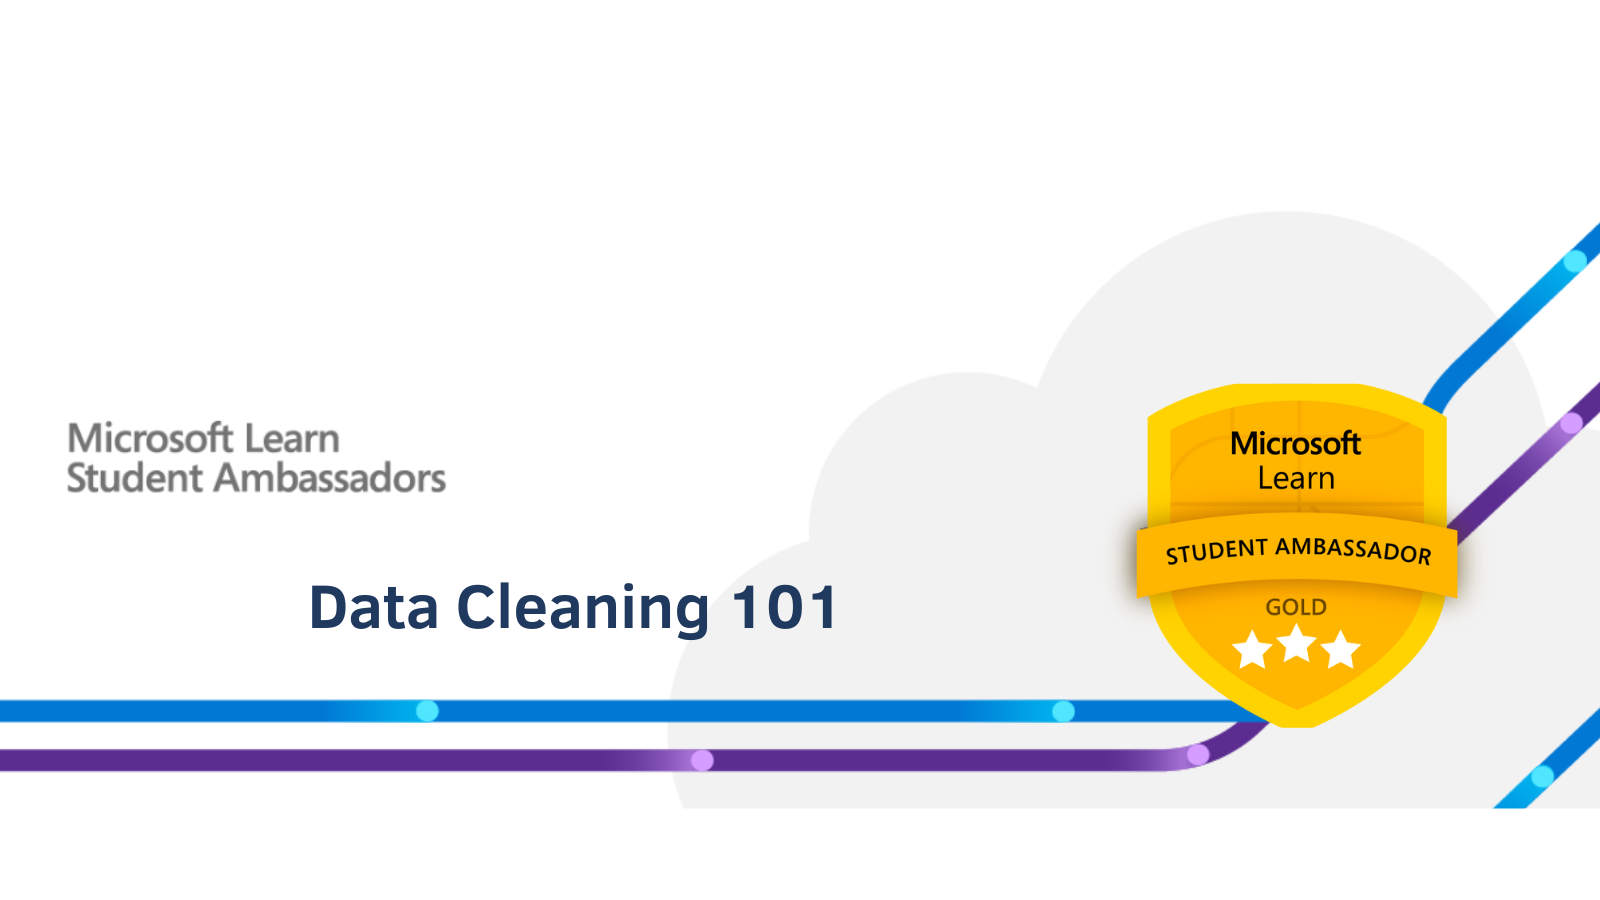 Microsoft Learn
Student Ambassadors
Data Cleaning 101
Microsoft
Learn
STUDENT AMBASSADOR
GOLD